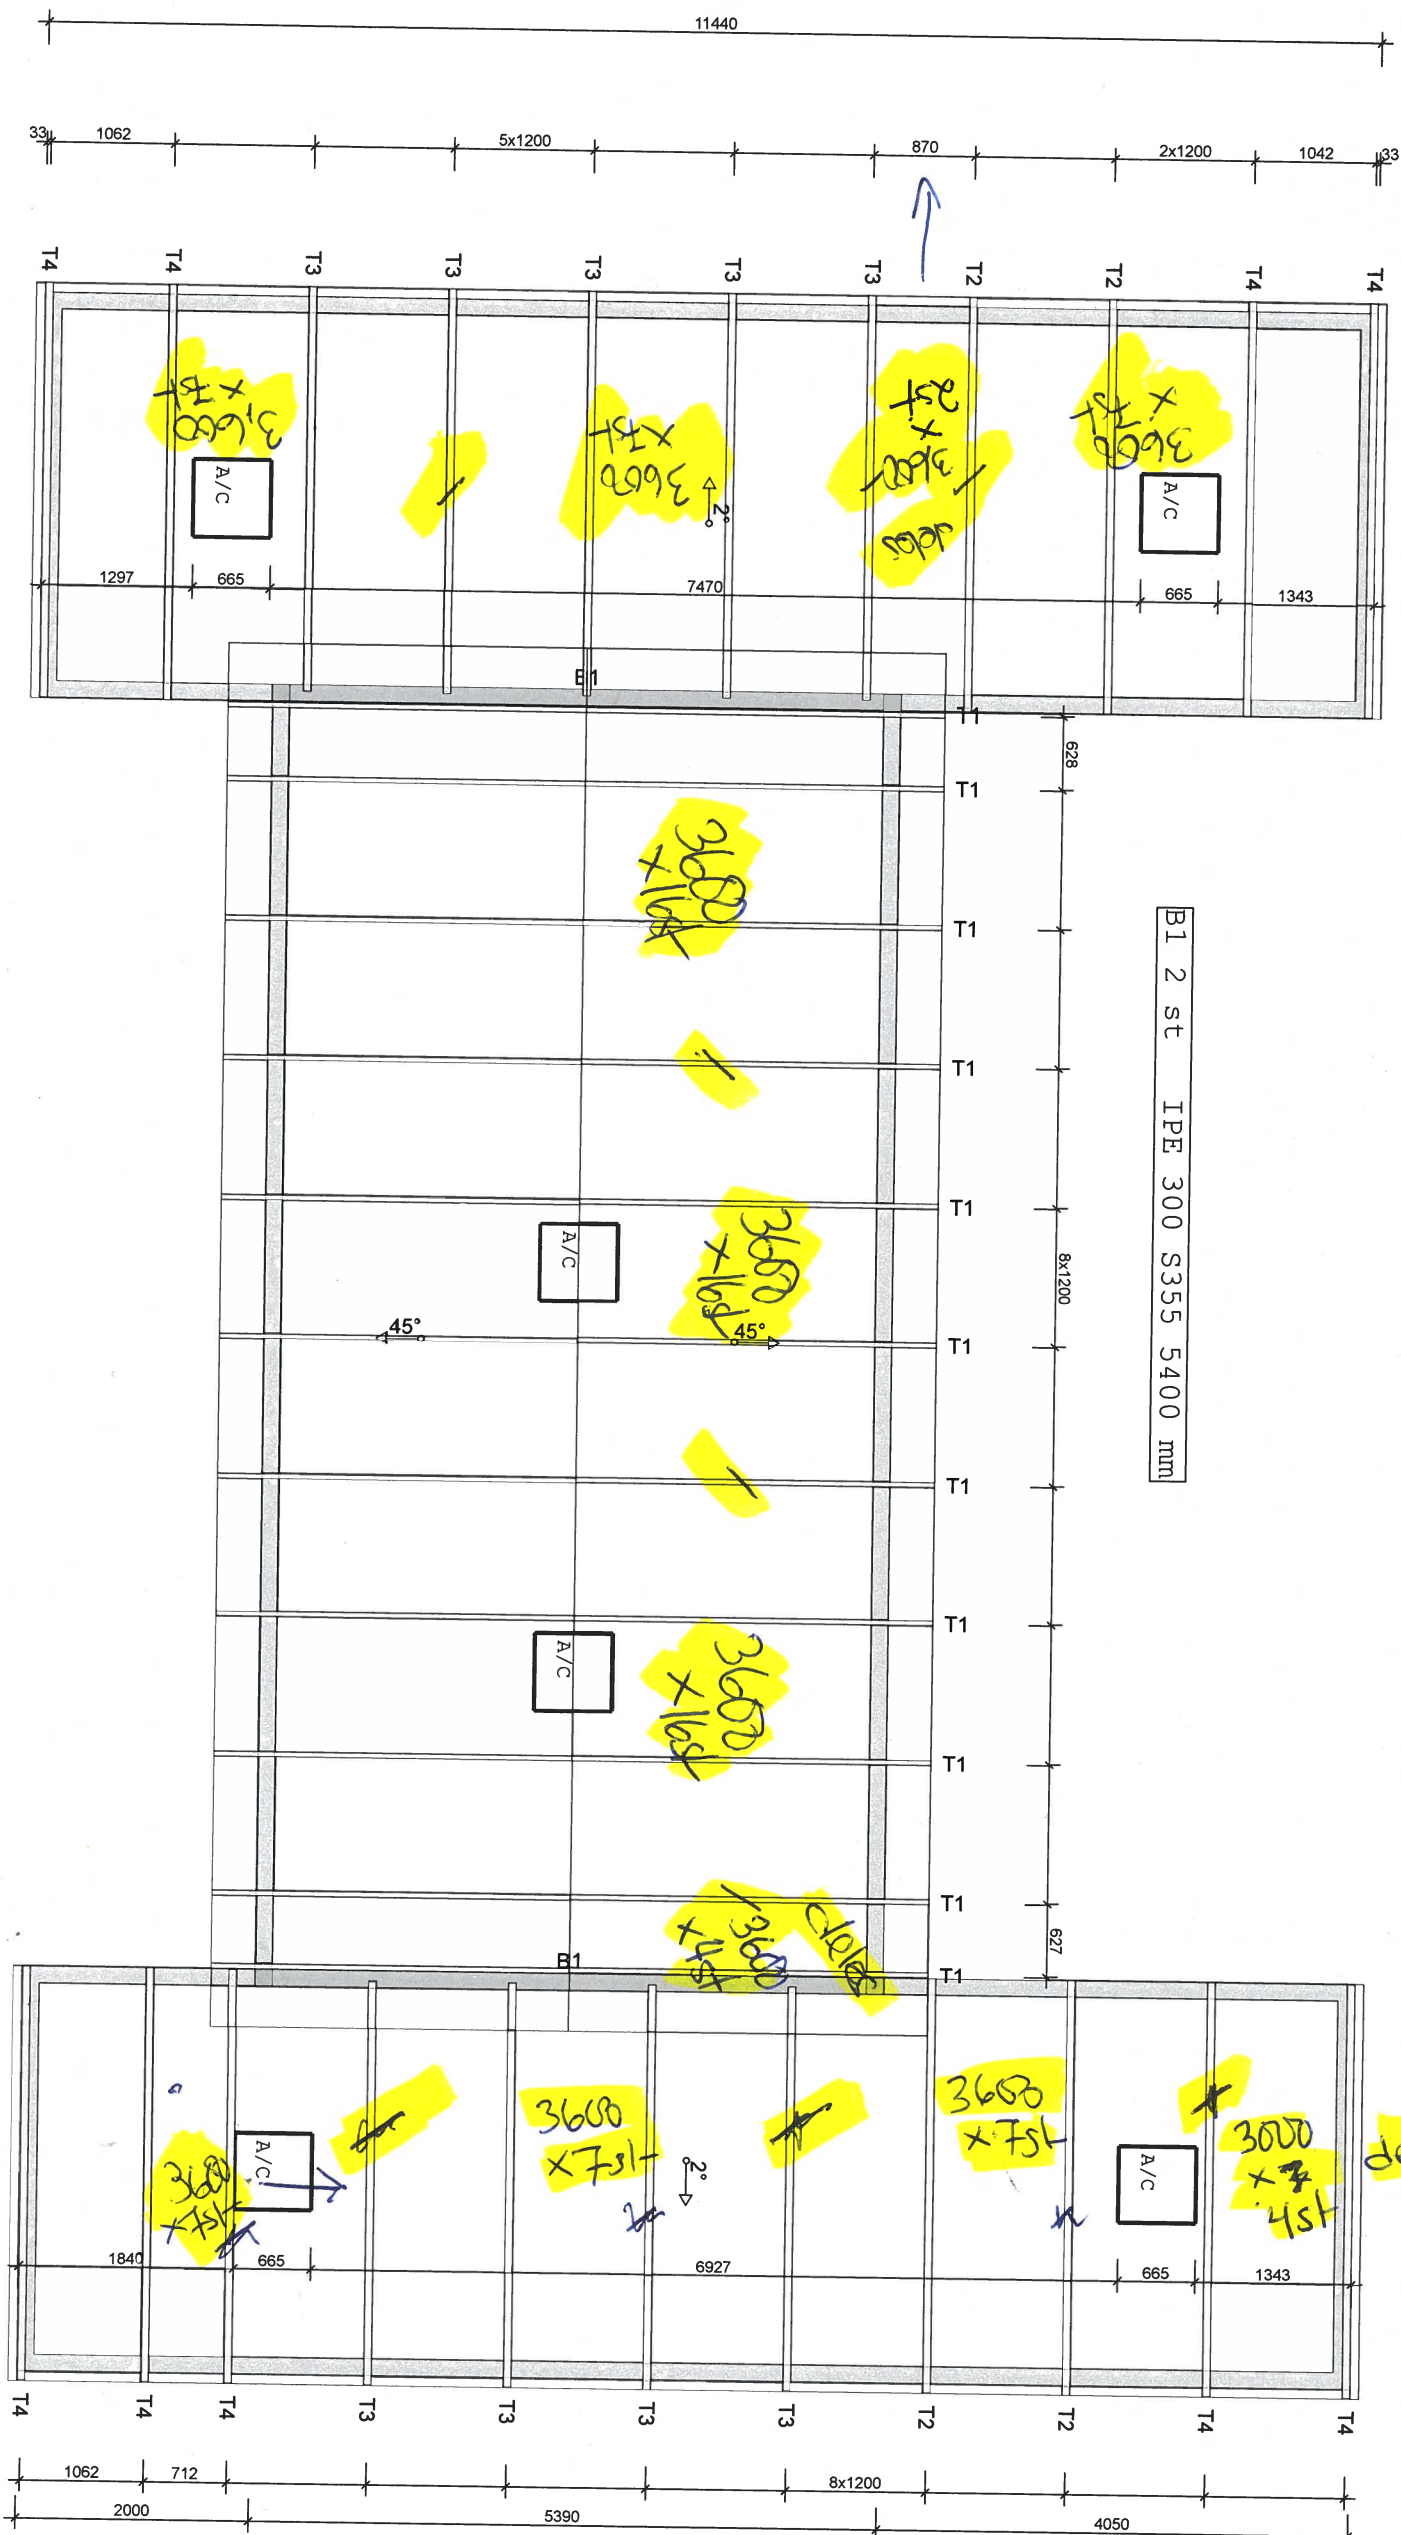 11440
33
1062
5x1200
870
2x1200
1042
33
T4
T4
T3
T3
T3
T3
T3
T2
T2
T4
T4
3,600
x 7st
3600
x 7st
3600
x
2st
delas
3600
x 7st
A/C
A/C
2°
1297
665
7470
665
1343
B1
T1
628
T1
3600
x 16st
T1
T1
B1 2 st IPE 300 S355 5400 mm
3600
x 16st
T1
A/C
8x1200
45°
45°
T1
T1
T1
A/C
3600
x 16st
T1
T1
3600
x 4st
delas
627
B1
T1
3600
x 7st
3600
x 7st
3600
x 7st
3000
x
4st
A/C
A/C
2°
1840
665
6927
665
1343
T4
T4
T4
T3
T3
T3
T3
T2
T2
T4
T4
1062
712
8x1200
2000
5390
4050